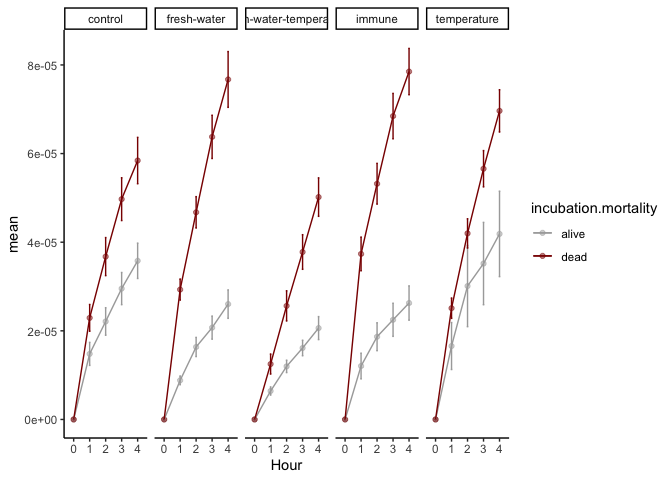 control fresh-water immune temperature
8e-05
6e-05
4e-05
2e-05
0e+00
mean
0 1 2 3 4 0 1 2 3 4 0 1 2 3 4 0 1 2 3 4 0 1 2 3 4
Hour
incubation.mortality
alive
dead